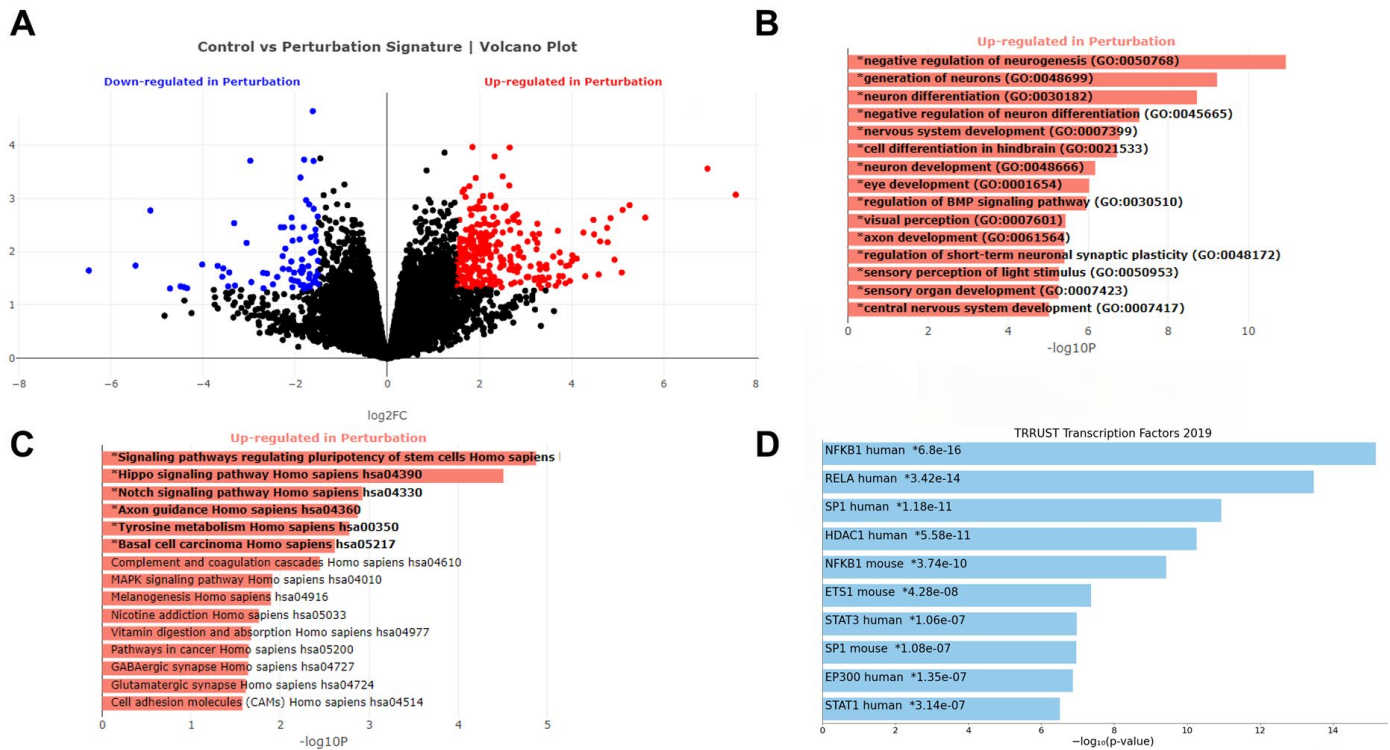 A
Control vs Perturbation Signature | Volcano Plot
Down-regulated in Perturbation
Up-regulated in Perturbation
4
3
2
1
0
−8
−6
−4
−2
0
2
4
6
8
log2FC
B
Up-regulated in Perturbation
*negative regulation of neurogenesis (GO:0050768)
*generation of neurons (GO:0048699)
*neuron differentiation (GO:0030182)
*negative regulation of neuron differentiation (GO:0045665)
*nervous system development (GO:0007399)
*cell differentiation in hindbrain (GO:0021533)
*neuron development (GO:0048666)
*eye development (GO:0001654)
*regulation of BMP signaling pathway (GO:0030510)
*visual perception (GO:0007601)
*axon development (GO:0061564)
*regulation of short-term neuronal synaptic plasticity (GO:0048172)
*sensory perception of light stimulus (GO:0050953)
*sensory organ development (GO:0007423)
*central nervous system development (GO:0007417)
0
2
4
6
8
10
-log10P
C
Up-regulated in Perturbation
*Signaling pathways regulating pluripotency of stem cells Homo sapiens
*Hippo signaling pathway Homo sapiens hsa04390
*Notch signaling pathway Homo sapiens hsa04330
*Axon guidance Homo sapiens hsa04360
*Tyrosine metabolism Homo sapiens hsa00350
*Basal cell carcinoma Homo sapiens hsa05217
Complement and coagulation cascades Homo sapiens hsa04610
MAPK signaling pathway Homo sapiens hsa04010
Melanogenesis Homo sapiens hsa04916
Nicotine addiction Homo sapiens hsa05033
Vitamin digestion and absorption Homo sapiens hsa04977
Pathways in cancer Homo sapiens hsa05200
GABAergic synapse Homo sapiens hsa04727
Glutamatergic synapse Homo sapiens hsa04724
Cell adhesion molecules (CAMs) Homo sapiens hsa04514
0
1
2
3
4
5
-log10P
D
TRRUST Transcription Factors 2019
NFKB1 human *6.8e-16
RELA human *3.42e-14
SP1 human *1.18e-11
HDAC1 human *5.58e-11
NFKB1 mouse *3.74e-10
ETS1 mouse *4.28e-08
STAT3 human *1.06e-07
SP1 mouse *1.08e-07
EP300 human *1.35e-07
STAT1 human *3.14e-07
0
2
4
6
8
10
12
14
−log₁₀(p-value)